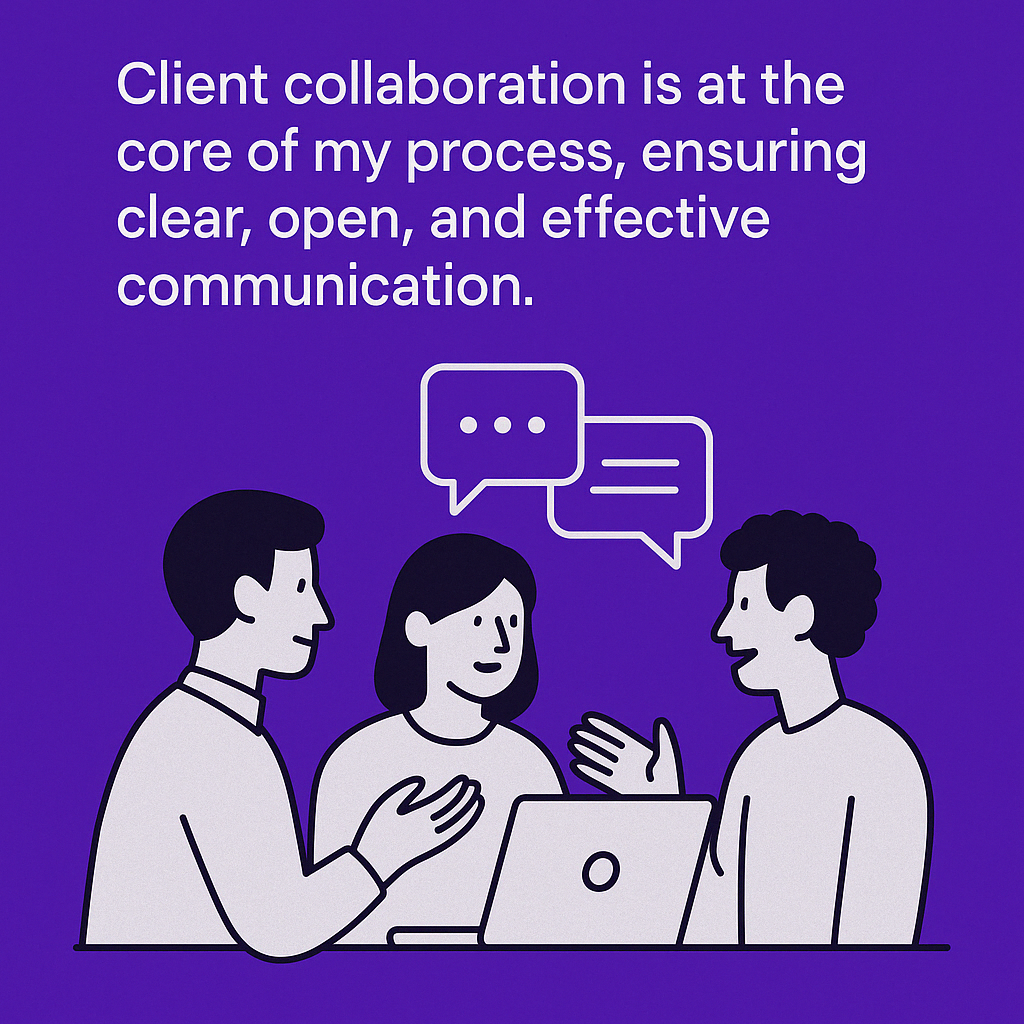 Client collaboration is at the
core of my process, ensuring
clear, open, and effective
communication.